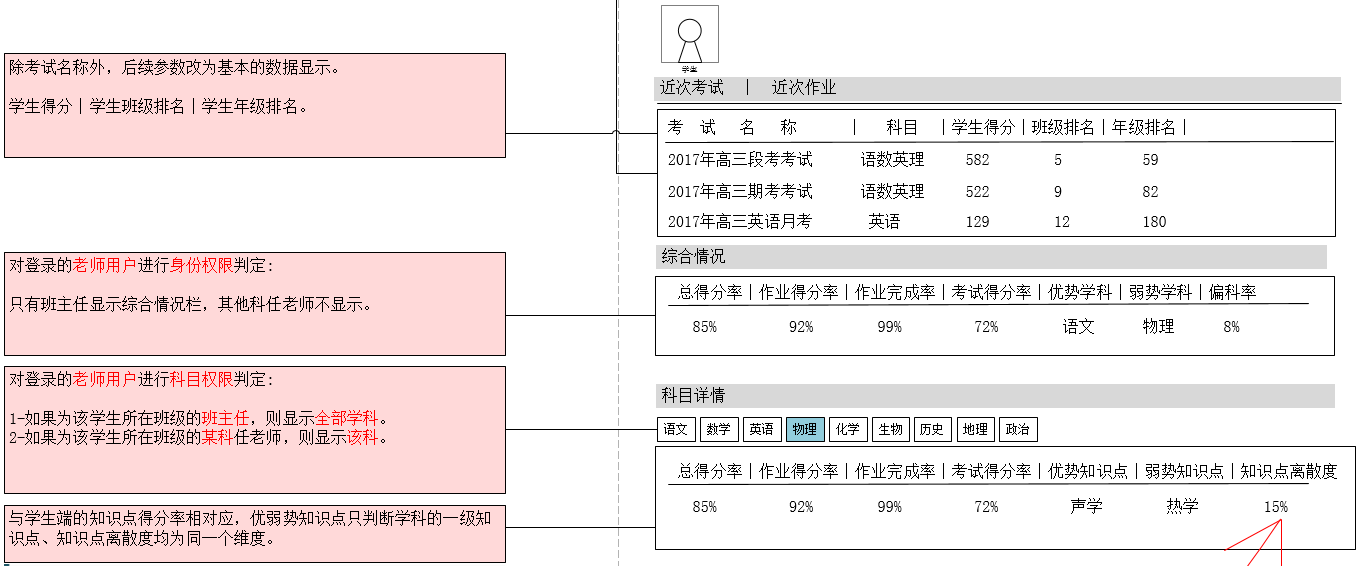 除考试名称外，后续参数改为基本的数据显示。
学生得分｜学生班级排名｜学生年级排名。
对登录的老师用户进行身份权限判定:
只有班主任显示综合情况栏，其他科任老师不显示。
对登录的老师用户进行科目权限判定:
1-如果为该学生所在班级的班主任，则显示全部学科。
2-如果为该学生所在班级的某科任老师，则显示该科。
与学生端的知识点得分率相对应，优弱势知识点只判断学科的一级知
识点、知识点离散度均为同一个维度。
学生
近次考试 ｜ 近次作业
考 试 名 称 ｜ 科目 ｜学生得分｜班级排名｜年级排名｜
2017年高三段考考试 语数英理 582 5 59
2017年高三期考考试 语数英理 522 9 82
2017年高三英语月考 英语 129 12 180
综合情况
总得分率｜作业得分率｜作业完成率｜考试得分率｜优势学科｜弱势学科｜偏科率
85% 92% 99% 72% 语文 物理 8%
科目详情
语文 数学 英语 物理 化学 生物 历史 地理 政治
总得分率｜作业得分率｜作业完成率｜考试得分率｜优势知识点｜弱势知识点｜知识点离散度
85% 92% 99% 72% 声学 热学 15%